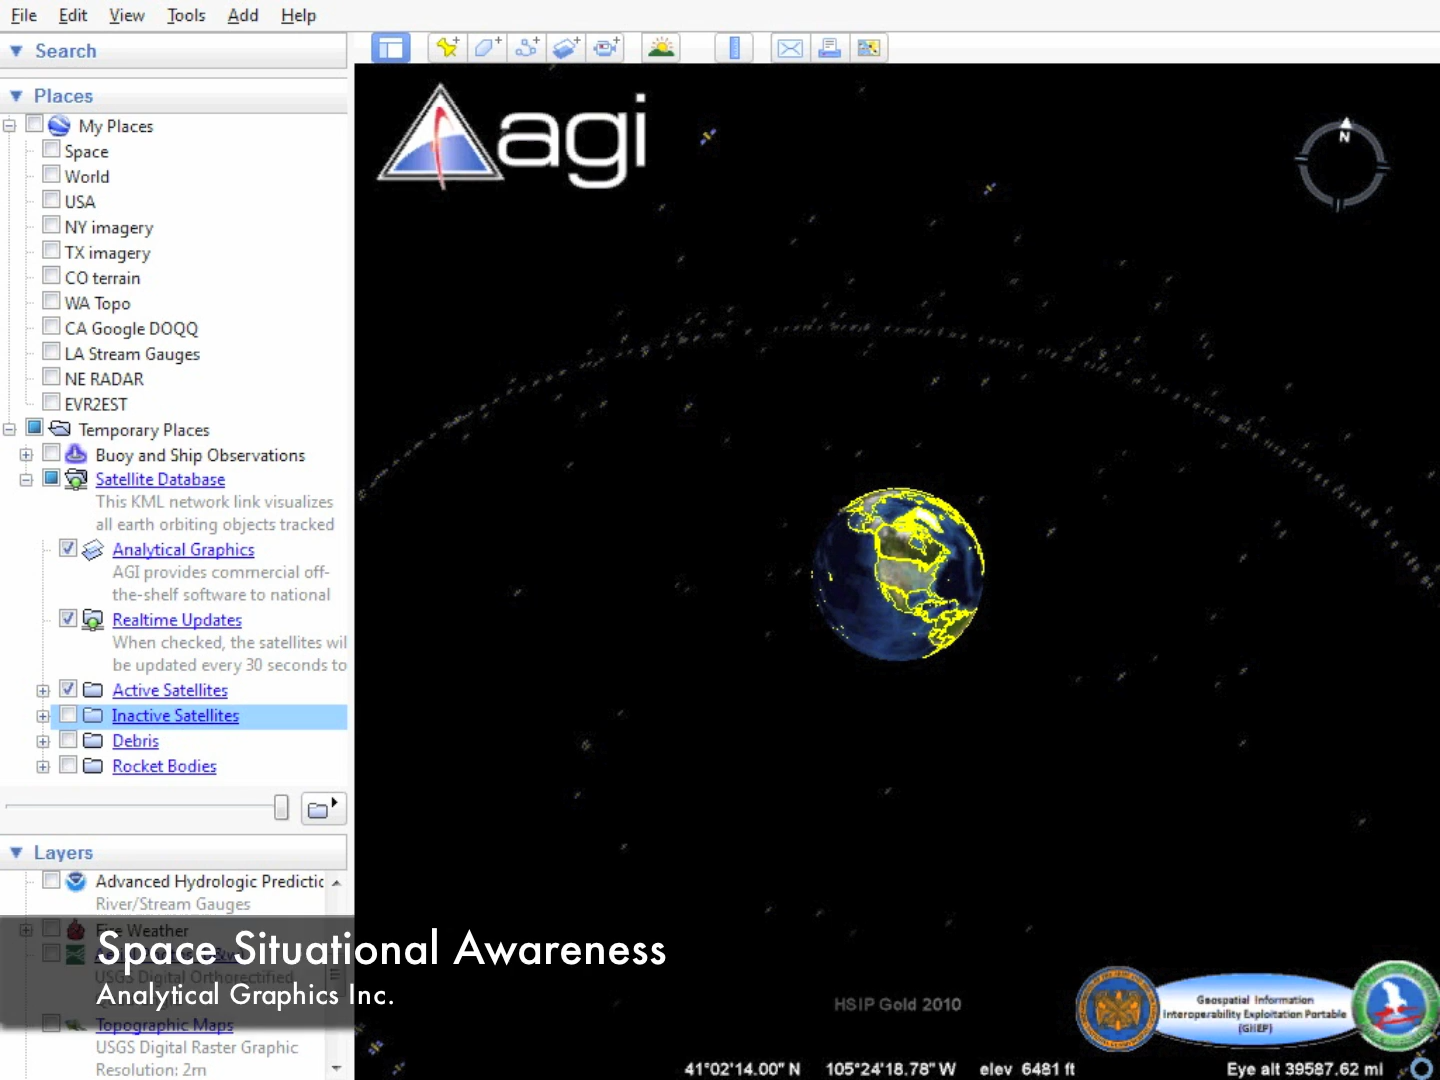 File Edit View Tools Add Help
Search
Places
My Places
Space
World
USA
NY imagery
TX imagery
CO terrain
WA Topo
CA Google DOQQ
LA Stream Gauges
NE RADAR
EVR2EST
Temporary Places
Buoy and Ship Observations
Satellite Database
This KML network link visualizes
all earth orbiting objects tracked
Analytical Graphics
AGI provides commercial off-
the-shelf software to national
Realtime Updates
When checked, the satellites wil
be updated every 30 seconds to
Active Satellites
Inactive Satellites
Debris
Rocket Bodies
Layers
Advanced Hydrologic Predictic
River/Stream Gauges
Fire Weather
USGS Digital Orthorectified
Topographic Maps
USGS Digital Raster Graphic
Resolution: 2m
agi
N
Space Situational Awareness
Analytical Graphics Inc.
HSIP Gold 2010
Geospatial Information
Interoperability Exploitation Portable
(GIIEP)
41°02'14.00" N 105°24'18.78" W elev 6481 ft
Eye alt 39587.62 mi